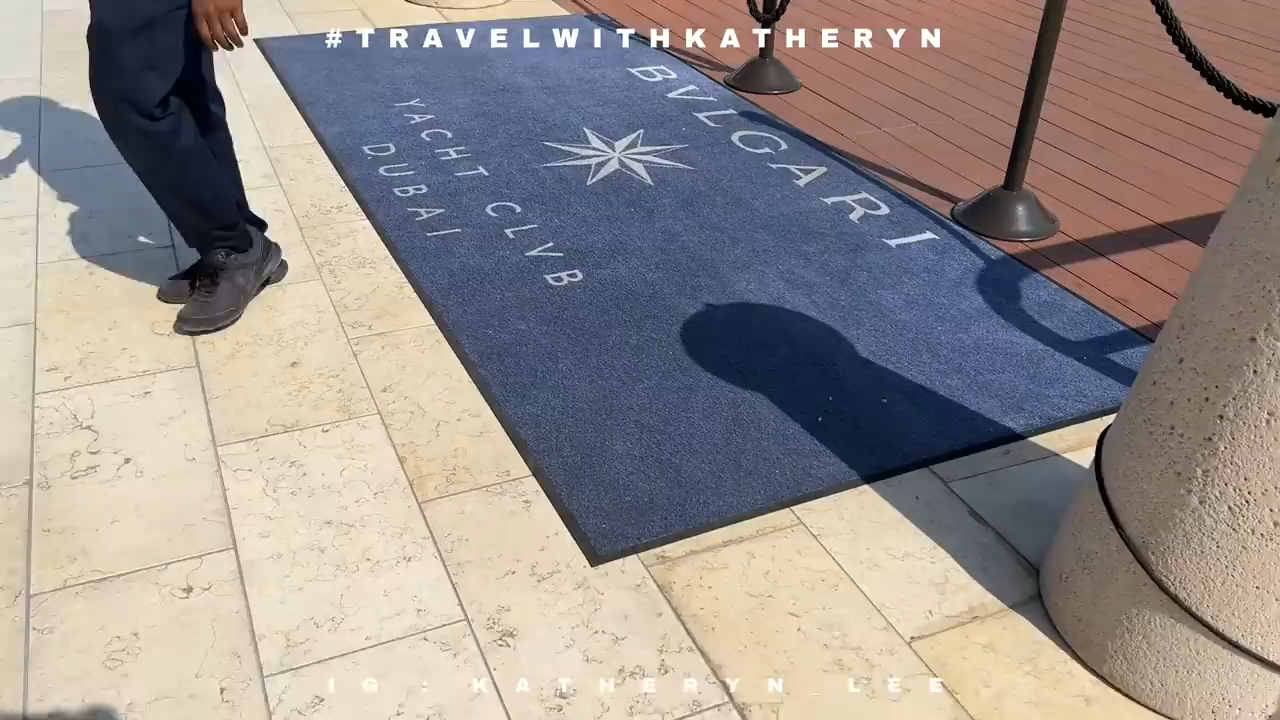 #TRAVELWITHKATHERYN
BVLGARI
YACHT CLVB
DUBAI
IG : KATHERYN_LEE